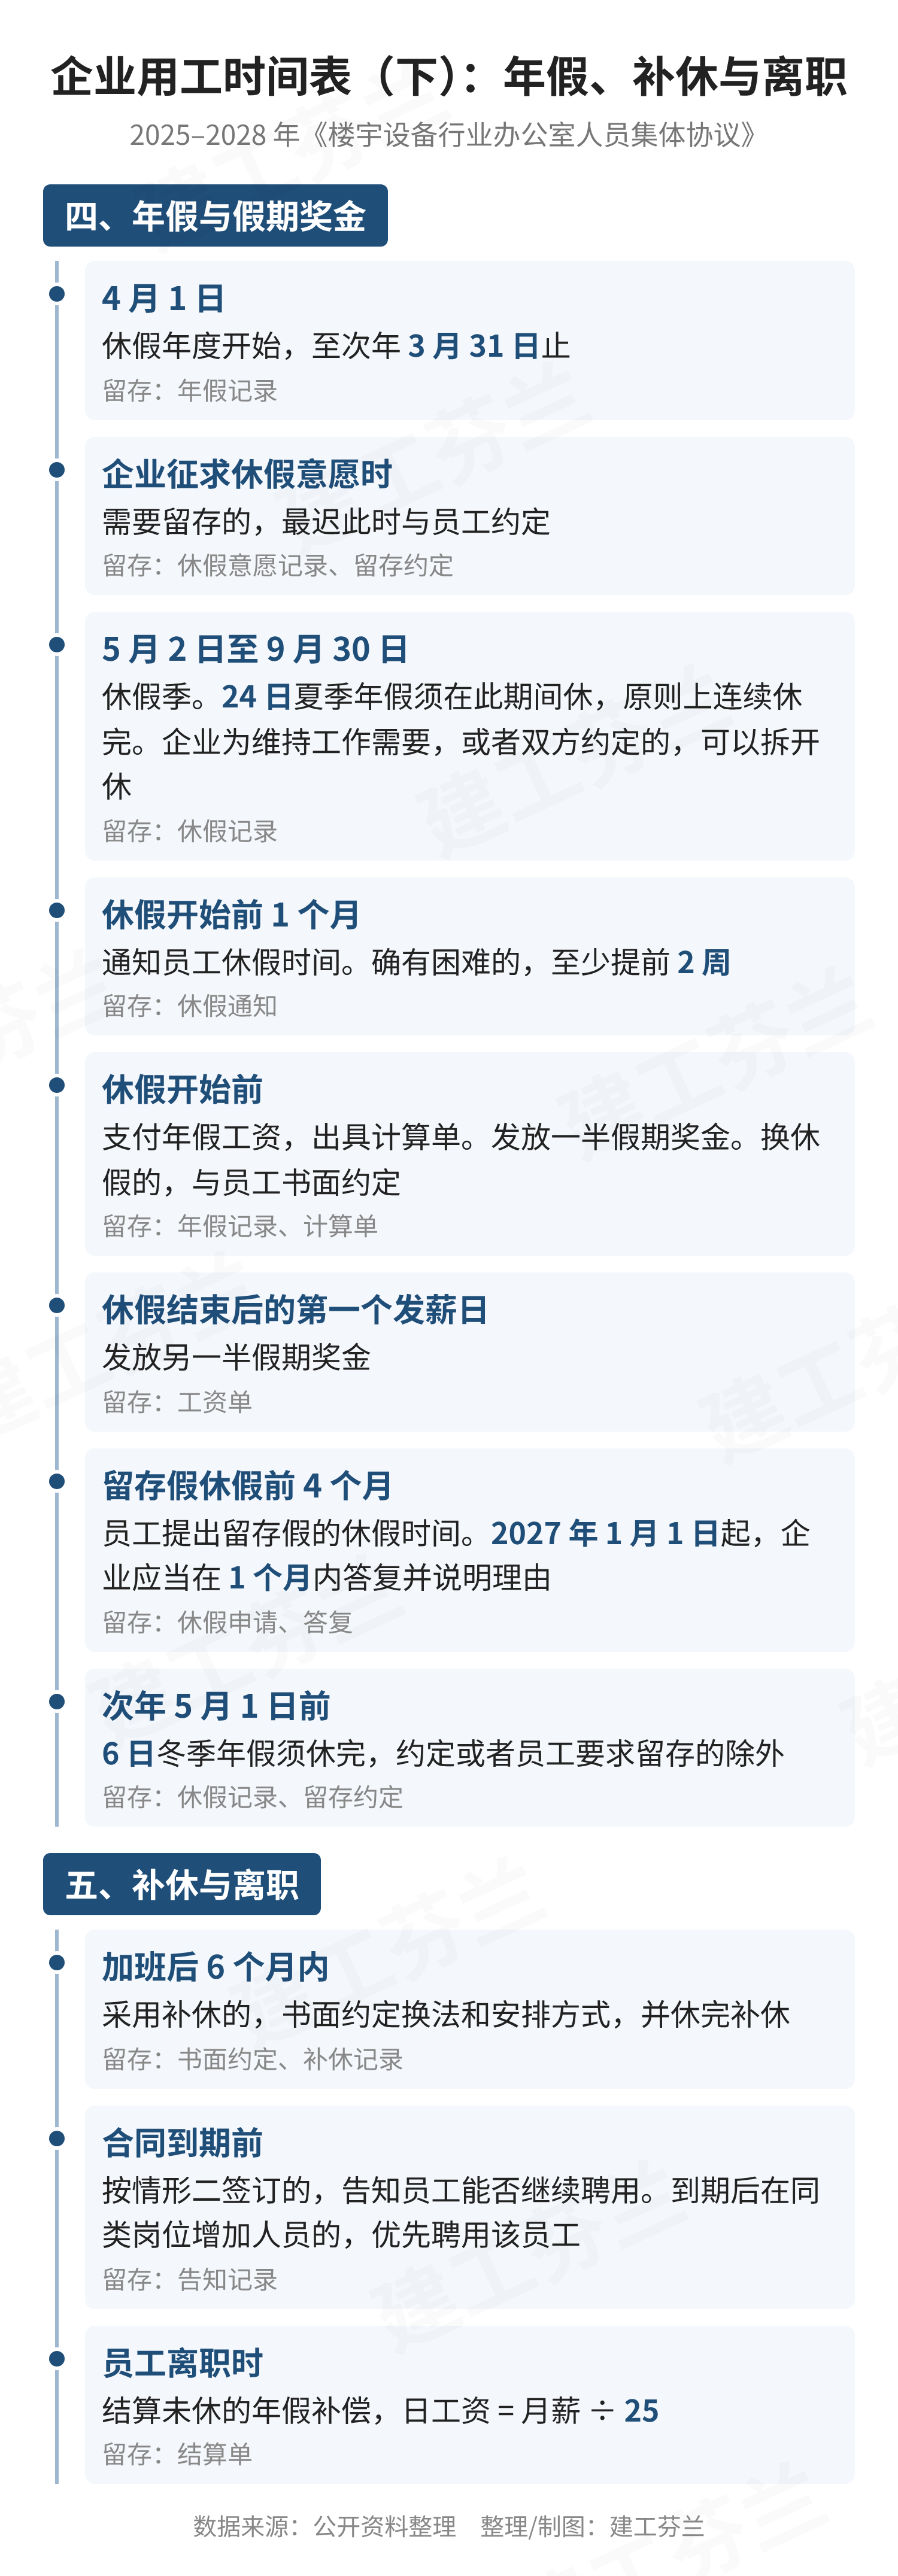 企业用工时间表（下）：年假、补休与离职
2025–2028 年《楼宇设备行业办公室人员集体协议》
四、年假与假期奖金
4 月 1 日
休假年度开始，至次年 3 月 31 日止
留存：年假记录
企业征求休假意愿时
需要留存的，最迟此时与员工约定
留存：休假意愿记录、留存约定
5 月 2 日至 9 月 30 日
休假季。24 日夏季年假须在此期间休，原则上连续休
完。企业为维持工作需要，或者双方约定的，可以拆开
休
留存：休假记录
休假开始前 1 个月
通知员工休假时间。确有困难的，至少提前 2 周
留存：休假通知
休假开始前
支付年假工资，出具计算单。发放一半假期奖金。换休
假的，与员工书面约定
留存：年假记录、计算单
休假结束后的第一个发薪日
发放另一半假期奖金
留存：工资单
留存假休假前 4 个月
员工提出留存假的休假时间。2027 年 1 月 1 日起，企
业应当在 1 个月内答复并说明理由
留存：休假申请、答复
次年 5 月 1 日前
6 日冬季年假须休完，约定或者员工要求留存的除外
留存：休假记录、留存约定
五、补休与离职
加班后 6 个月内
采用补休的，书面约定换法和安排方式，并休完补休
留存：书面约定、补休记录
合同到期前
按情形二签订的，告知员工能否继续聘用。到期后在同
类岗位增加人员的，优先聘用该员工
留存：告知记录
员工离职时
结算未休的年假补偿，日工资 = 月薪 ÷ 25
留存：结算单
数据来源：公开资料整理　整理/制图：建工芬兰